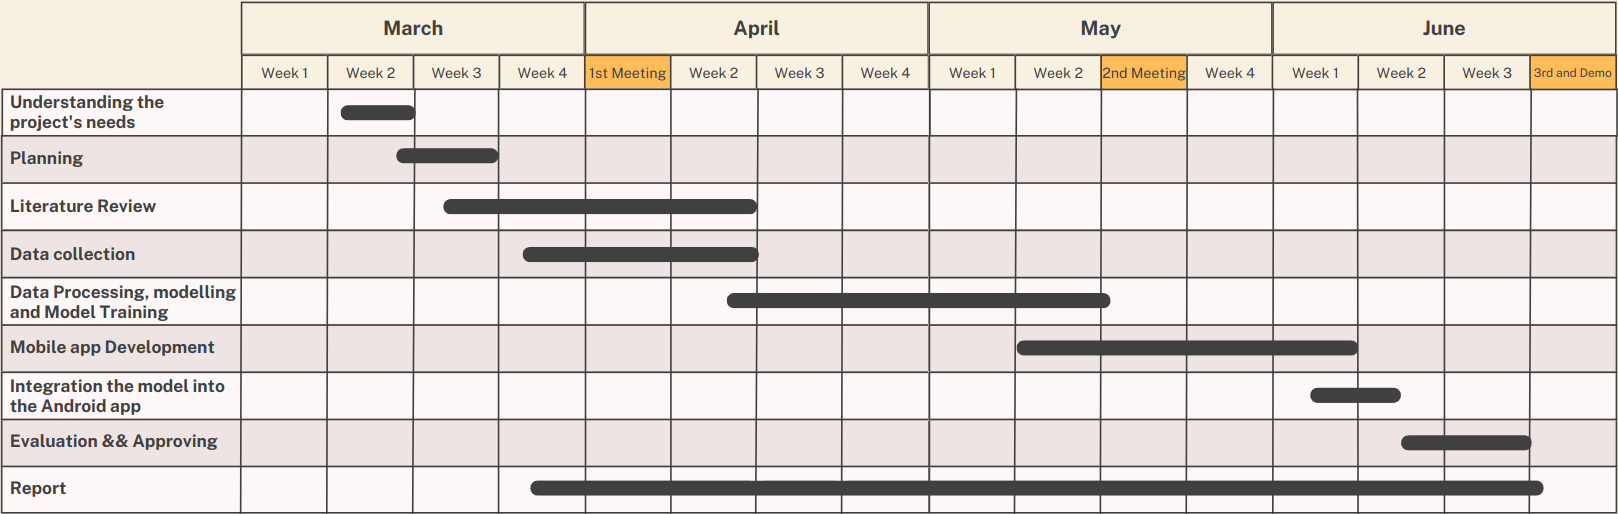 March April May June
Week 1 Week 2 Week 3 Week 4 1st Meeting Week 2 Week 3 Week 4 Week 1 Week 2 2nd Meeting Week 4 Week 1 Week 2 Week 3 3rd and Demo
Understanding the
project's needs
Planning
Literature Review
Data collection
Data Processing, modelling
and Model Training
Mobile app Development
Integration the model into
the Android app
Evaluation && Approving
Report